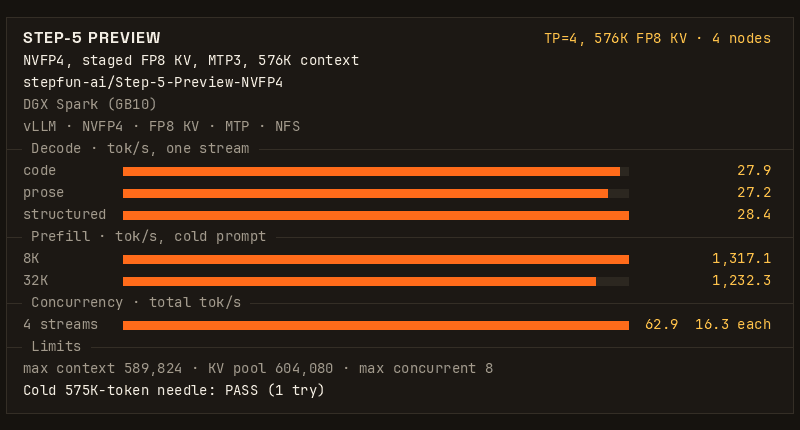 STEP-5 PREVIEW TP=4, 576K FP8 KV · 4 nodes
NVFP4, staged FP8 KV, MTP3, 576K context
stepfun-ai/Step-5-Preview-NVFP4
DGX Spark (GB10)
vLLM · NVFP4 · FP8 KV · MTP · NFS
Decode · tok/s, one stream
code 27.9
prose 27.2
structured 28.4
Prefill · tok/s, cold prompt
8K 1,317.1
32K 1,232.3
Concurrency · total tok/s
4 streams 62.9 16.3 each
Limits
max context 589,824 · KV pool 604,080 · max concurrent 8
Cold 575K-token needle: PASS (1 try)